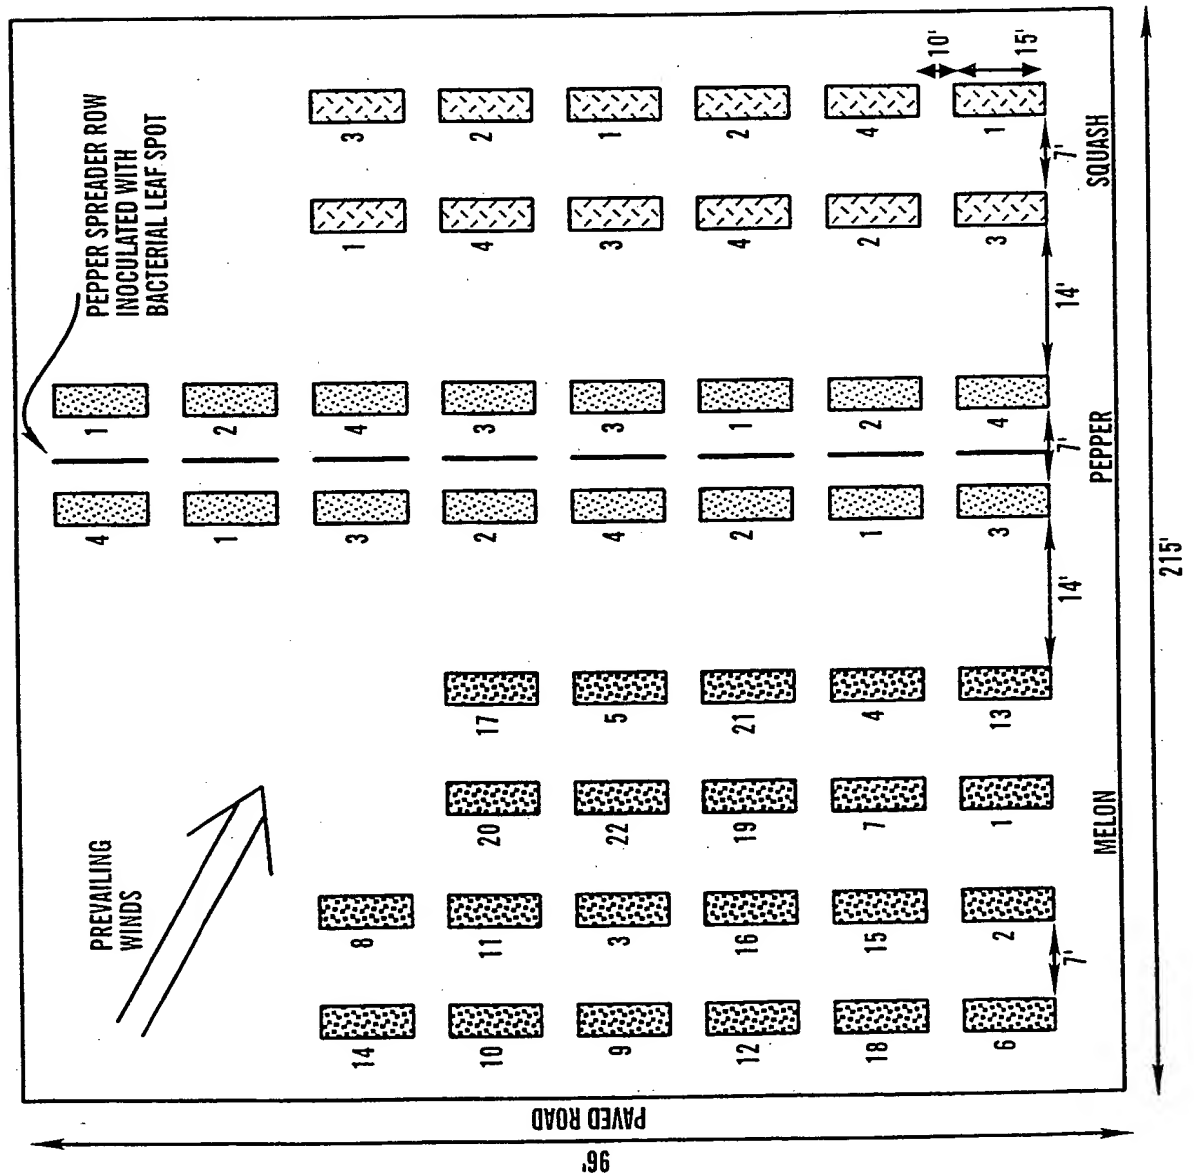 PEPPER SPREADER ROW
INOCULATED WITH
BACTERIAL LEAF SPOT
10'
15'
3 2 1 2 4 1
7'
SQUASH
1 4 3 4 2 3
14'
1 2 4 3 3 1 2 4
7'
PEPPER
4 1 3 2 4 2 1 3
14'
215'
17 5 21 4 13
20 22 19 7 1
MELON
PREVAILING
WINDS
8 11 3 16 15 2
7'
14 10 9 12 18 6
PAVED ROAD
96'